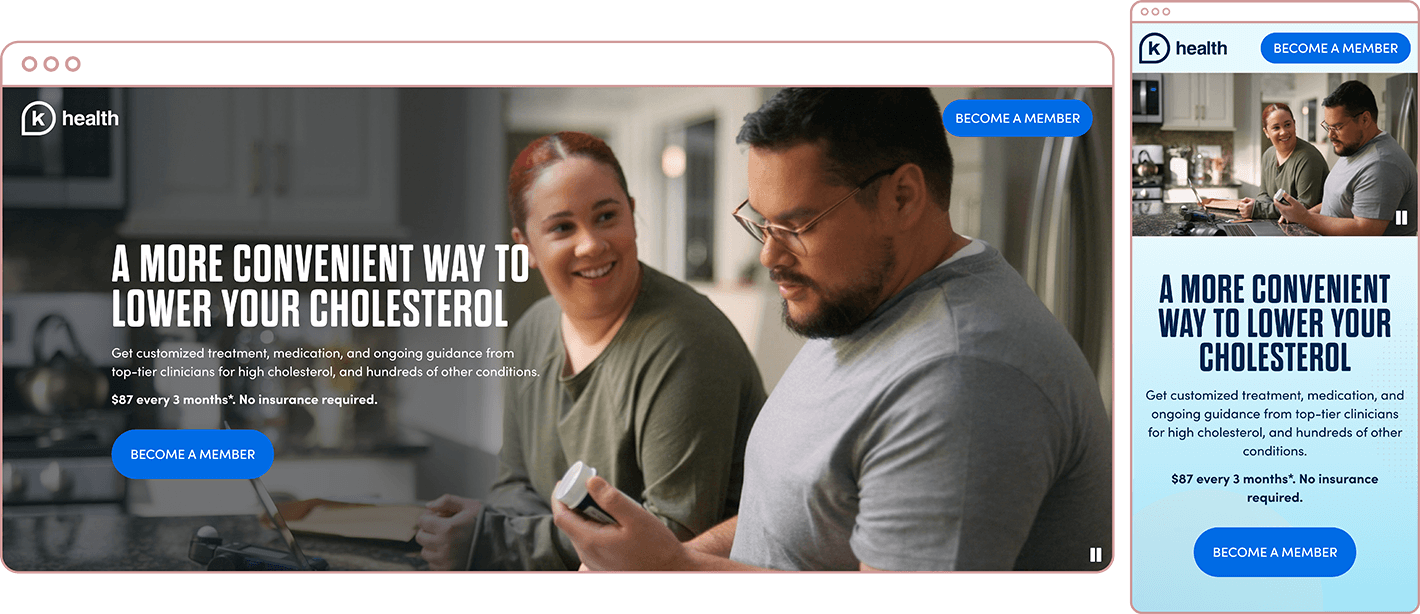 K health
BECOME A MEMBER
A MORE CONVENIENT WAY TO
LOWER YOUR CHOLESTEROL
Get customized treatment, medication, and ongoing guidance from
top-tier clinicians for high cholesterol, and hundreds of other conditions.
$87 every 3 months*. No insurance required.
BECOME A MEMBER
K health
BECOME A MEMBER
A MORE CONVENIENT
WAY TO LOWER YOUR
CHOLESTEROL
Get customized treatment, medication, and
ongoing guidance from top-tier clinicians
for high cholesterol, and hundreds of other
conditions.
$87 every 3 months*. No insurance
required.
BECOME A MEMBER